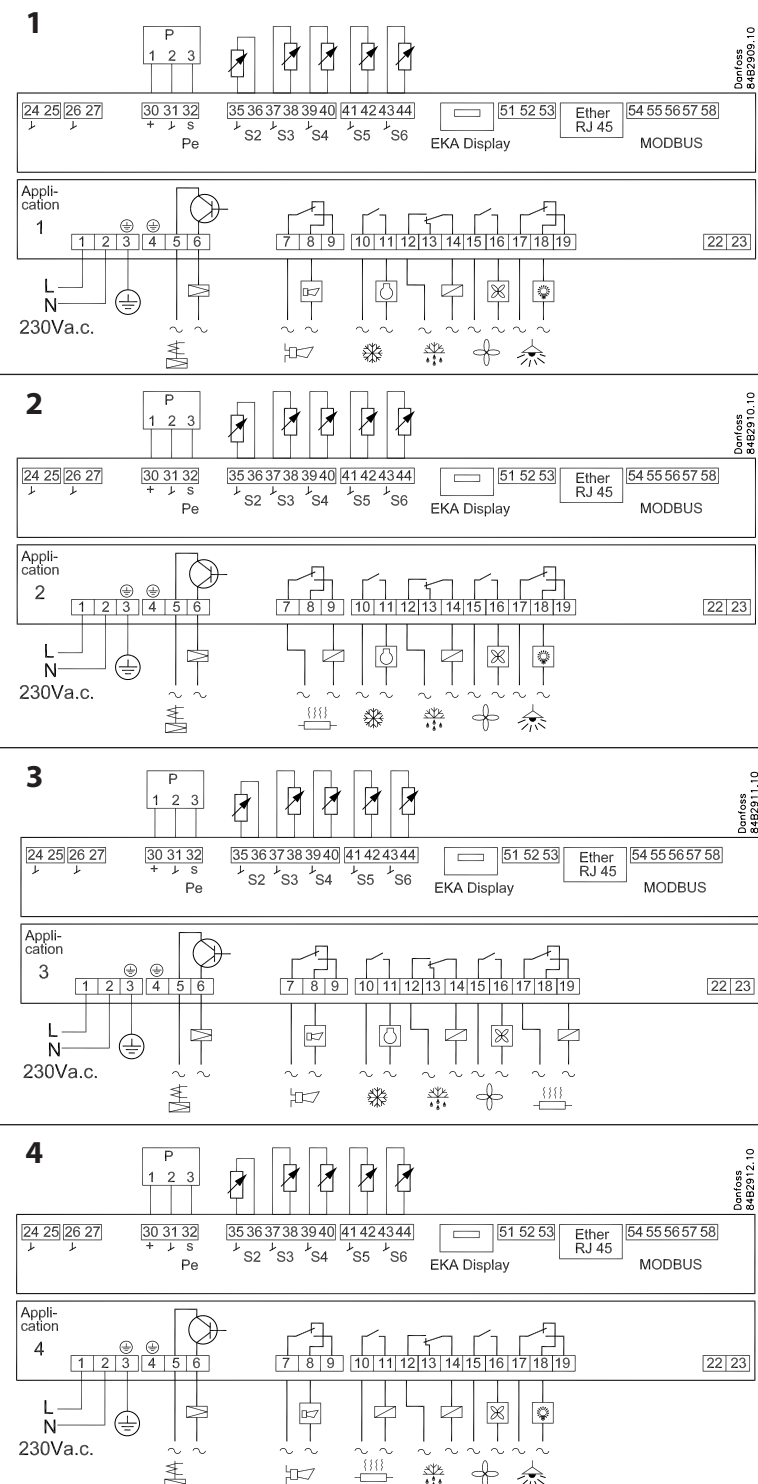 1
P
1 2 3
Danfoss
84B2909.10
24 25 26 27 30 31 32 35 36 37 38 39 40 41 42 43 44 51 52 53 Ether RJ 45 54 55 56 57 58
+ s S2 S3 S4 S5 S6
Pe EKA Display MODBUS
Appli-
cation
1
1 2 3 4 5 6 7 8 9 10 11 12 13 14 15 16 17 18 19 22 23
L
N
230Va.c.
2
P
1 2 3
Danfoss
84B2910.10
24 25 26 27 30 31 32 35 36 37 38 39 40 41 42 43 44 51 52 53 Ether RJ 45 54 55 56 57 58
+ s S2 S3 S4 S5 S6
Pe EKA Display MODBUS
Appli-
cation
2
1 2 3 4 5 6 7 8 9 10 11 12 13 14 15 16 17 18 19 22 23
L
N
230Va.c.
3
P
1 2 3
Danfoss
84B2911.10
24 25 26 27 30 31 32 35 36 37 38 39 40 41 42 43 44 51 52 53 Ether RJ 45 54 55 56 57 58
+ s S2 S3 S4 S5 S6
Pe EKA Display MODBUS
Appli-
cation
3
1 2 3 4 5 6 7 8 9 10 11 12 13 14 15 16 17 18 19 22 23
L
N
230Va.c.
4
P
1 2 3
Danfoss
84B2912.10
24 25 26 27 30 31 32 35 36 37 38 39 40 41 42 43 44 51 52 53 Ether RJ 45 54 55 56 57 58
+ s S2 S3 S4 S5 S6
Pe EKA Display MODBUS
Appli-
cation
4
1 2 3 4 5 6 7 8 9 10 11 12 13 14 15 16 17 18 19 22 23
L
N
230Va.c.